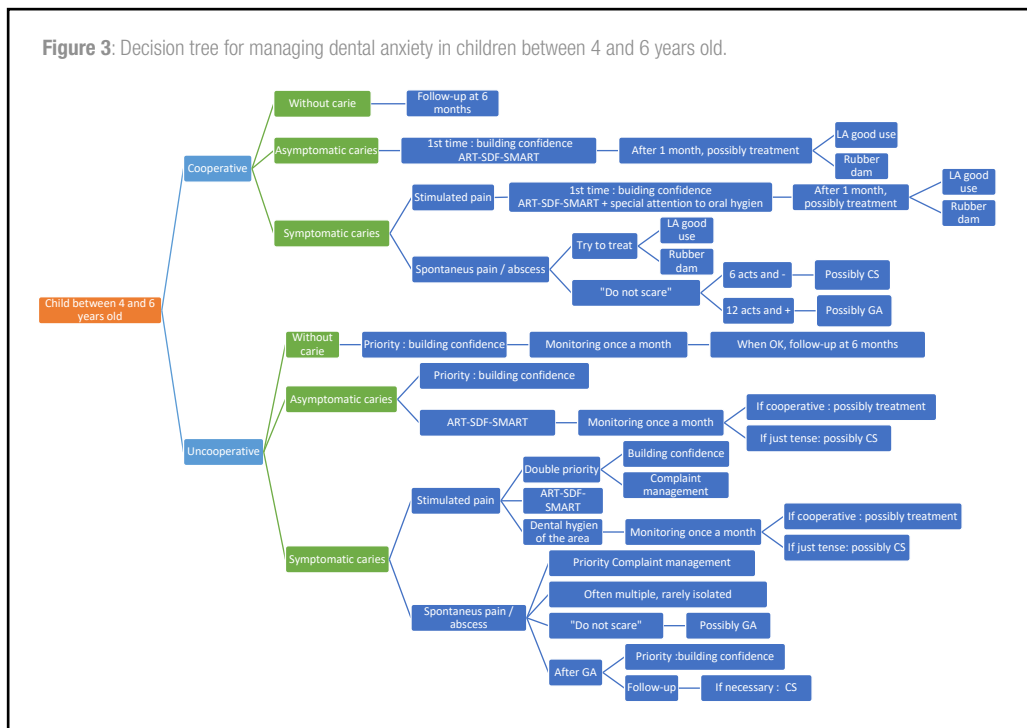 Figure 3: Decision tree for managing dental anxiety in children between 4 and 6 years old.
Child between 4 and 6
years old
Cooperative
Without carie
Follow-up at 6
months
Asymptomatic caries
1st time : building confidence
ART-SDF-SMART
After 1 month, possibly treatment
LA good use
Rubber
dam
Symptomatic caries
Stimulated pain
1st time : buiding confidence
ART-SDF-SMART + special attention to oral hygien
After 1 month,
possibly treatment
LA good
use
Rubber
dam
Spontaneus pain / abscess
Try to treat
LA good
use
Rubber
dam
"Do not scare"
6 acts and -
Possibly CS
12 acts and +
Possibly GA
Uncooperative
Without
carie
Priority : building confidence
Monitoring once a month
When OK, follow-up at 6 months
Asymptomatic caries
Priority : building confidence
ART-SDF-SMART
Monitoring once a month
If cooperative : possibly treatment
If just tense: possibly CS
Symptomatic caries
Stimulated pain
Double priority
Building confidence
Complaint
management
ART-SDF-
SMART
Dental hygien
of the area
Monitoring once a month
If cooperative : possibly treatment
If just tense: possibly CS
Spontaneus pain /
abscess
Priority Complaint management
Often multiple, rarely isolated
"Do not scare"
Possibly GA
After GA
Priority :building confidence
Follow-up
If necessary : CS